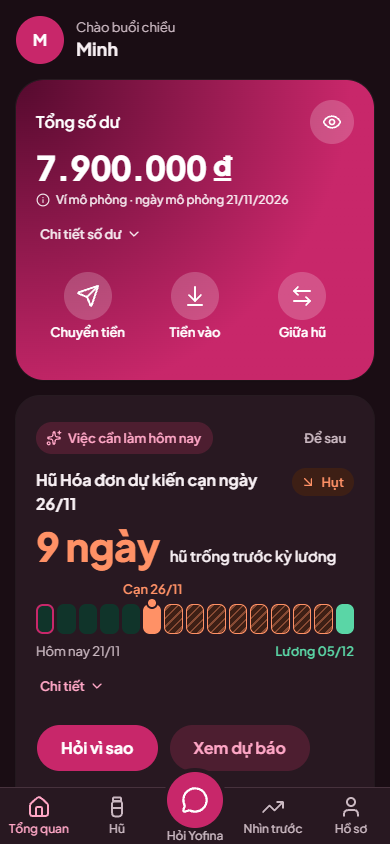 M
Chào buổi chiều
Minh
Tổng số dư
7.900.000 ₫
Ví mô phỏng · ngày mô phỏng 21/11/2026
Chi tiết số dư
Chuyển tiền
Tiền vào
Giữa hũ
Việc cần làm hôm nay
Để sau
Hũ Hóa đơn dự kiến cạn ngày
26/11
Hụt
9 ngày hũ trống trước kỳ lương
Cạn 26/11
Hôm nay 21/11
Lương 05/12
Chi tiết
Hỏi vì sao
Xem dự báo
Tổng quan
Hũ
Hỏi Yofina
Nhìn trước
Hồ sơ